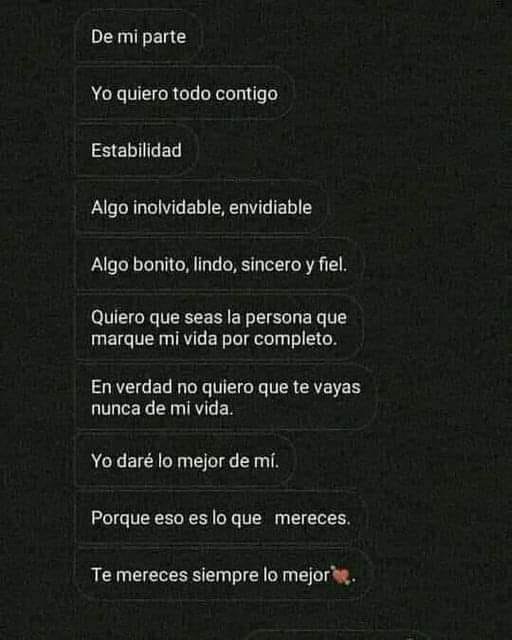 De mi parte
Yo quiero todo contigo
Estabilidad
Algo inolvidable, envidiable
Algo bonito, lindo, sincero y fiel.
Quiero que seas la persona que
marque mi vida por completo.
En verdad no quiero que te vayas
nunca de mi vida.
Yo daré lo mejor de mí.
Porque eso es lo que mereces.
Te mereces siempre lo mejor💘.